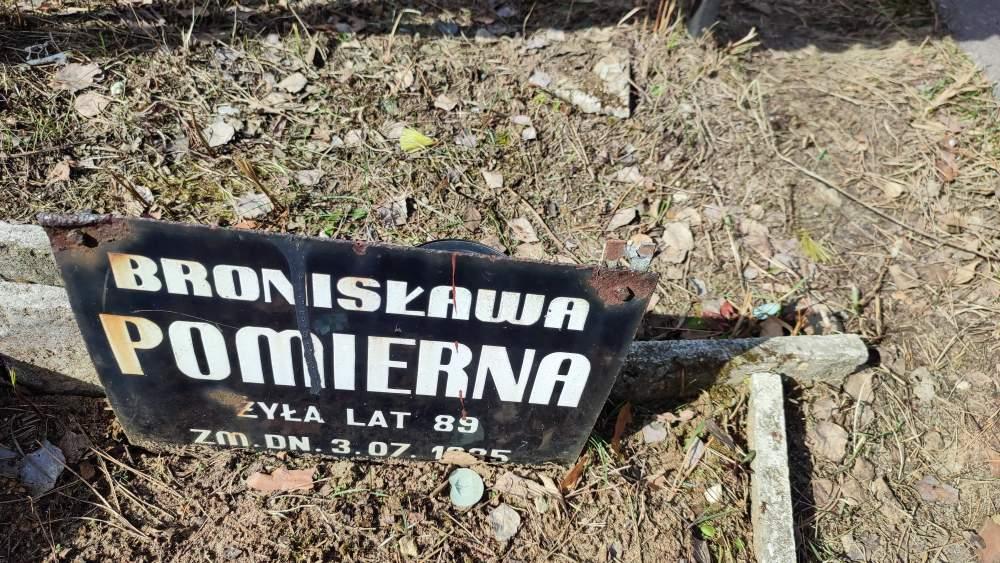 BRONISŁAWA
POMIERNA
ŻYŁA LAT 89
ZM. DN. 3.07.